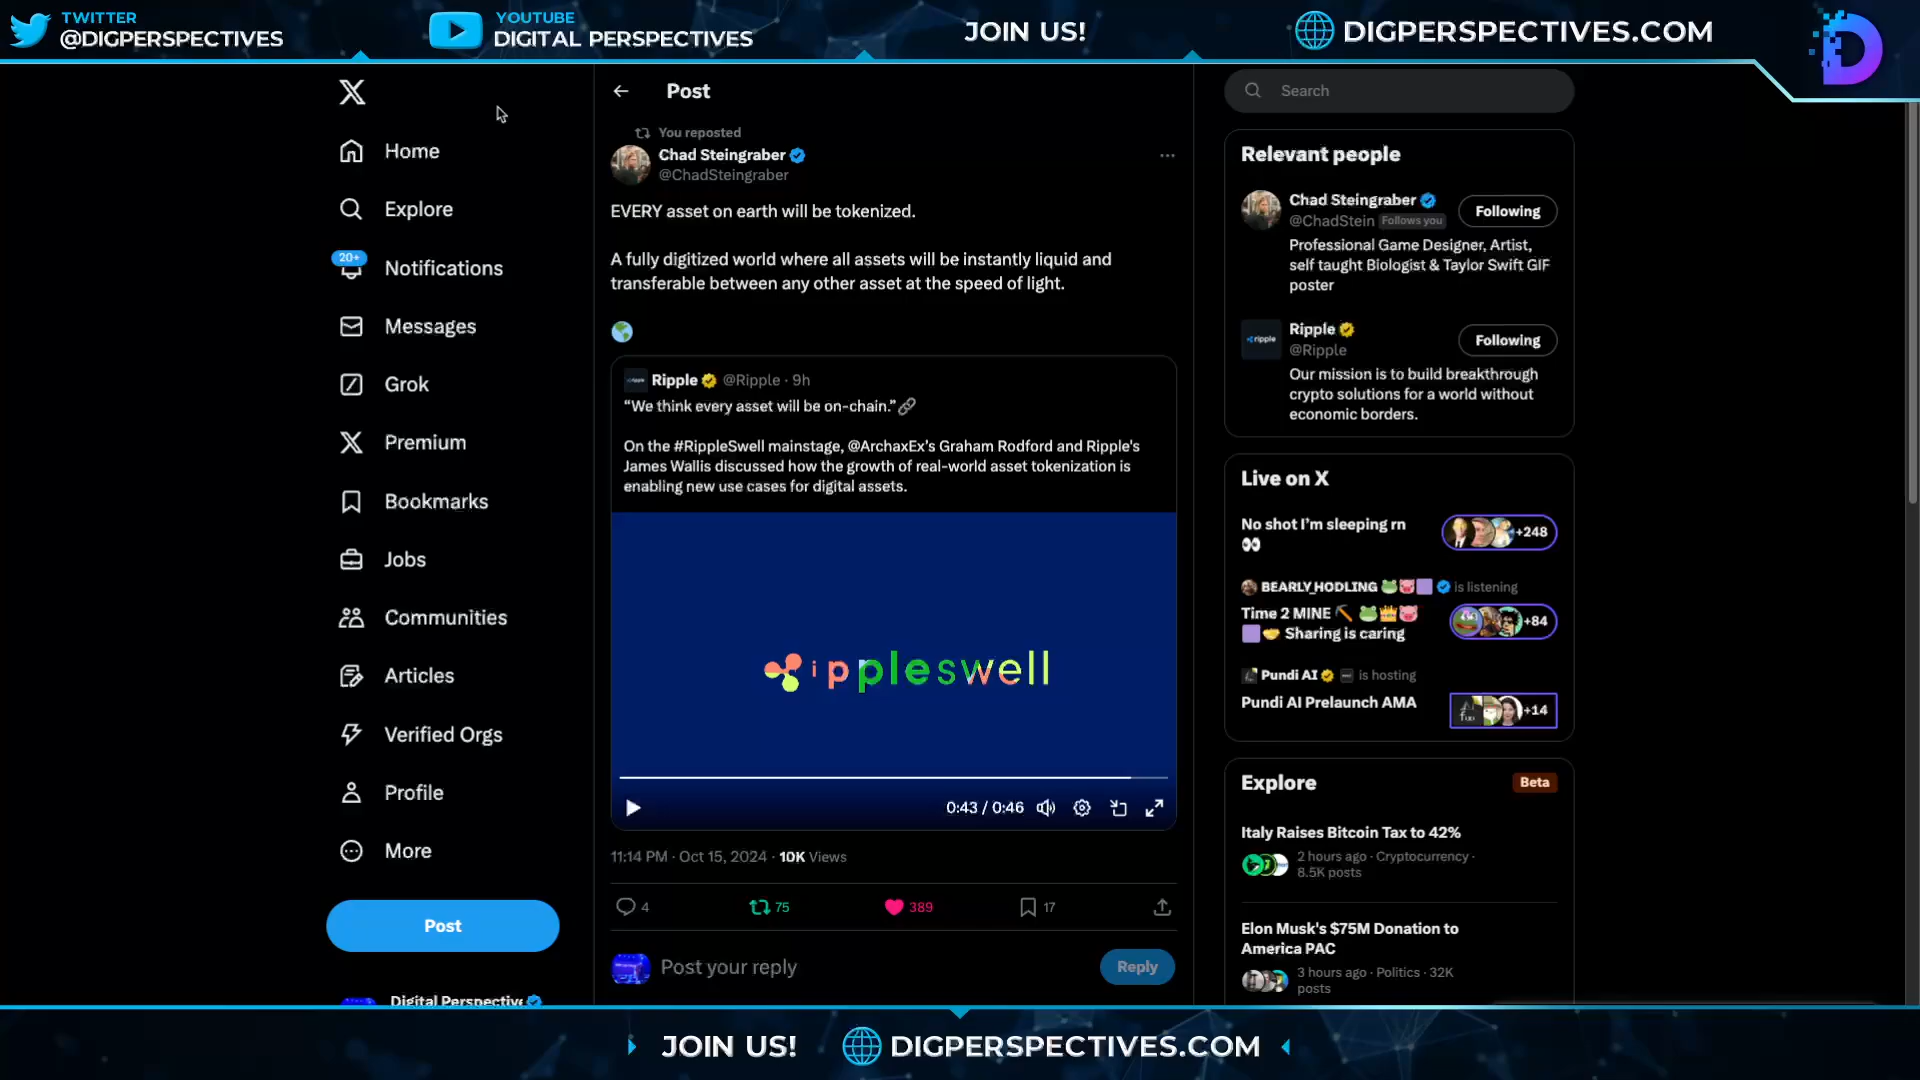 TWITTER
@DIGPERSPECTIVES
YOUTUBE
DIGITAL PERSPECTIVES
JOIN US!
DIGPERSPECTIVES.COM
Home
Explore
20+
Notifications
Messages
Grok
Premium
Bookmarks
Jobs
Communities
Articles
Verified Orgs
Profile
More
Post
Digital Perspective
Post
You reposted
Chad Steingraber
@ChadSteingraber
EVERY asset on earth will be tokenized.
A fully digitized world where all assets will be instantly liquid and
transferable between any other asset at the speed of light.
Ripple @Ripple · 9h
“We think every asset will be on-chain.”
On the #RippleSwell mainstage, @ArchaxEx’s Graham Rodford and Ripple's
James Wallis discussed how the growth of real-world asset tokenization is
enabling new use cases for digital assets.
rippleswell
0:43 / 0:46
11:14 PM · Oct 15, 2024 · 10K Views
4
75
389
17
Post your reply
Reply
Search
Relevant people
Chad Steingraber
@ChadStein Follows you
Following
Professional Game Designer, Artist,
self taught Biologist & Taylor Swift GIF
poster
ripple
Ripple
@Ripple
Following
Our mission is to build breakthrough
crypto solutions for a world without
economic borders.
Live on X
No shot I’m sleeping rn
+248
BEARLY_HODLING is listening
Time 2 MINE
Sharing is caring
+84
Pundi AI is hosting
Pundi AI Prelaunch AMA
+14
Explore
Beta
Italy Raises Bitcoin Tax to 42%
2 hours ago · Cryptocurrency ·
8.5K posts
Elon Musk's $75M Donation to
America PAC
3 hours ago · Politics · 32K
posts
JOIN US!
DIGPERSPECTIVES.COM